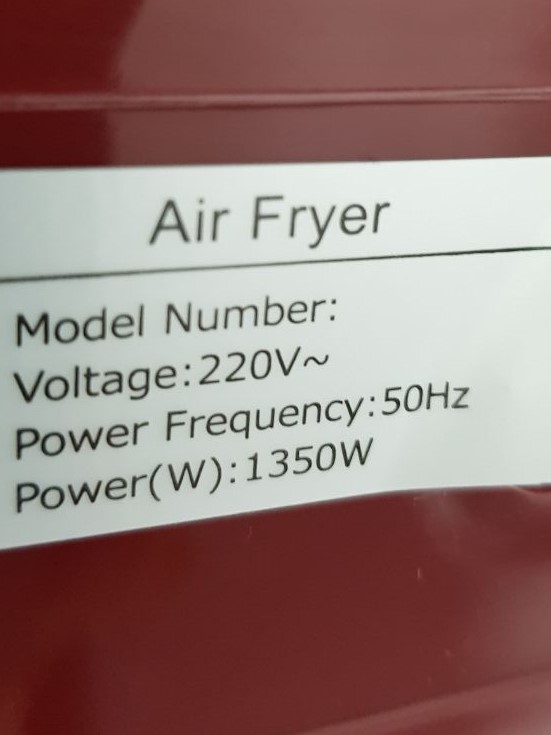 Air Fryer
Model Number:
Voltage:220V~
Power Frequency:50Hz
Power(W):1350W